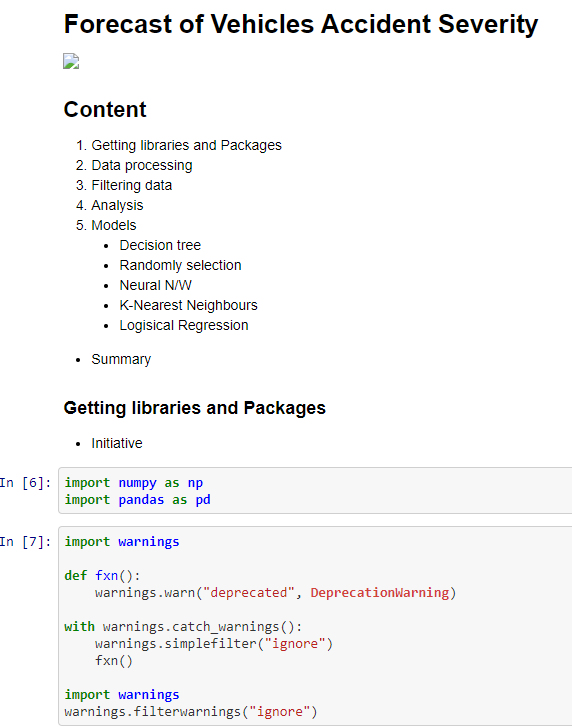 Forecast of Vehicles Accident Severity
Content
1. Getting libraries and Packages
2. Data processing
3. Filtering data
4. Analysis
5. Models
• Decision tree
• Randomly selection
• Neural N/W
• K-Nearest Neighbours
• Logisical Regression
• Summary
Getting libraries and Packages
• Initiative
In [6]: import numpy as np
import pandas as pd
In [7]: import warnings
def fxn():
    warnings.warn("deprecated", DeprecationWarning)
with warnings.catch_warnings():
    warnings.simplefilter("ignore")
    fxn()
import warnings
warnings.filterwarnings("ignore")